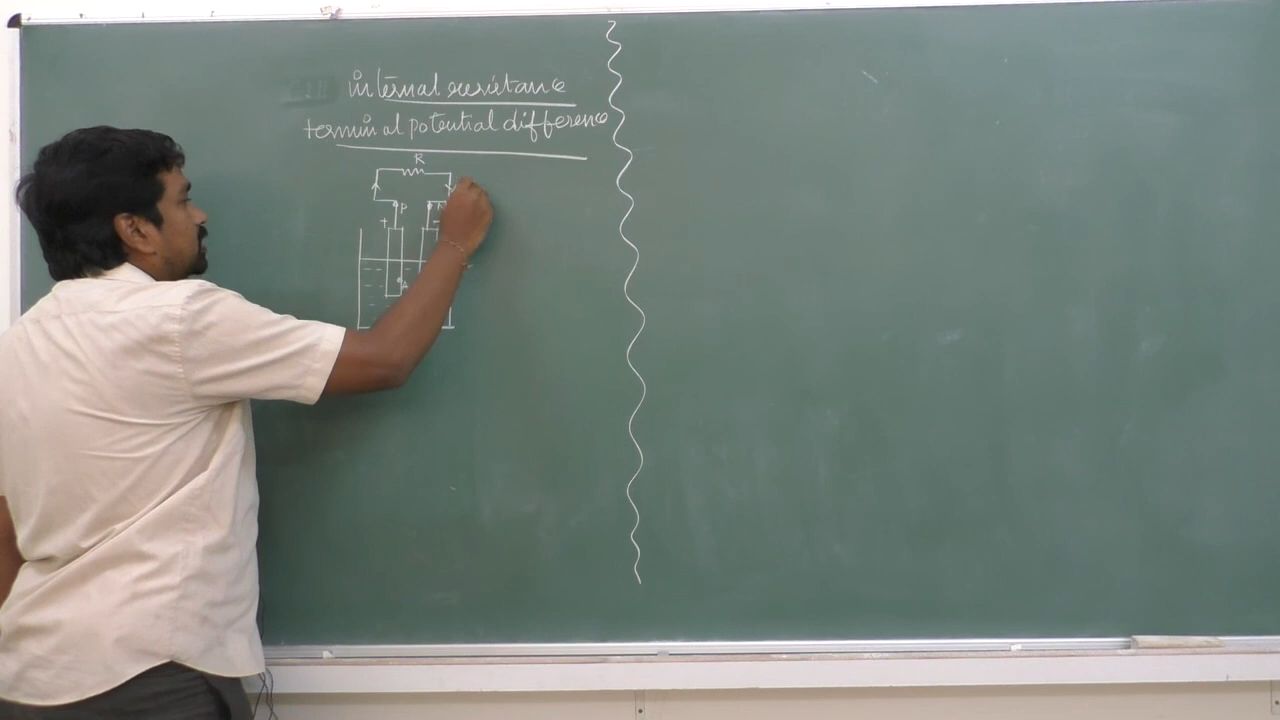 internal resistance
terminal potential difference
R
P
+
-
A